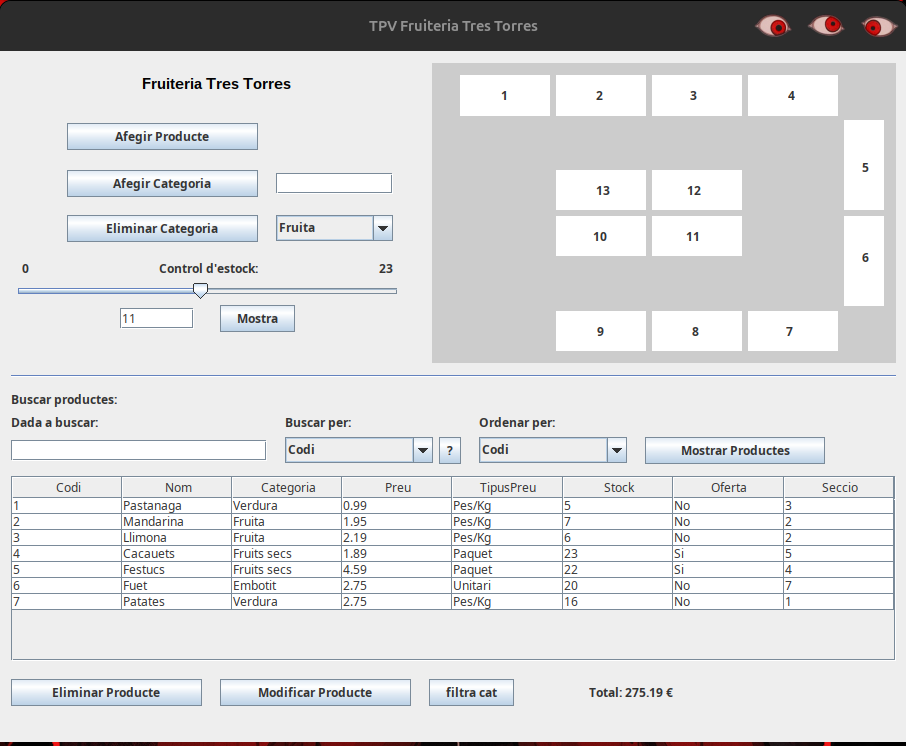 TPV Fruiteria Tres Torres
Fruiteria Tres Torres
Afegir Producte
Afegir Categoria
Eliminar Categoria Fruita
0 Control d'estock: 23
11 Mostra
1 2 3 4
5
13 12
10 11
6
9 8 7
Buscar productes:
Dada a buscar: Buscar per: Ordenar per:
Codi ? Codi Mostrar Productes
Codi Nom Categoria Preu TipusPreu Stock Oferta Seccio
1 Pastanaga Verdura 0.99 Pes/Kg 5 No 3
2 Mandarina Fruita 1.95 Pes/Kg 7 No 2
3 Llimona Fruita 2.19 Pes/Kg 6 No 2
4 Cacauets Fruits secs 1.89 Paquet 23 Si 5
5 Festucs Fruits secs 4.59 Paquet 22 Si 4
6 Fuet Embotit 2.75 Unitari 20 No 7
7 Patates Verdura 2.75 Pes/Kg 16 No 1
Eliminar Producte Modificar Producte filtra cat Total: 275.19 €